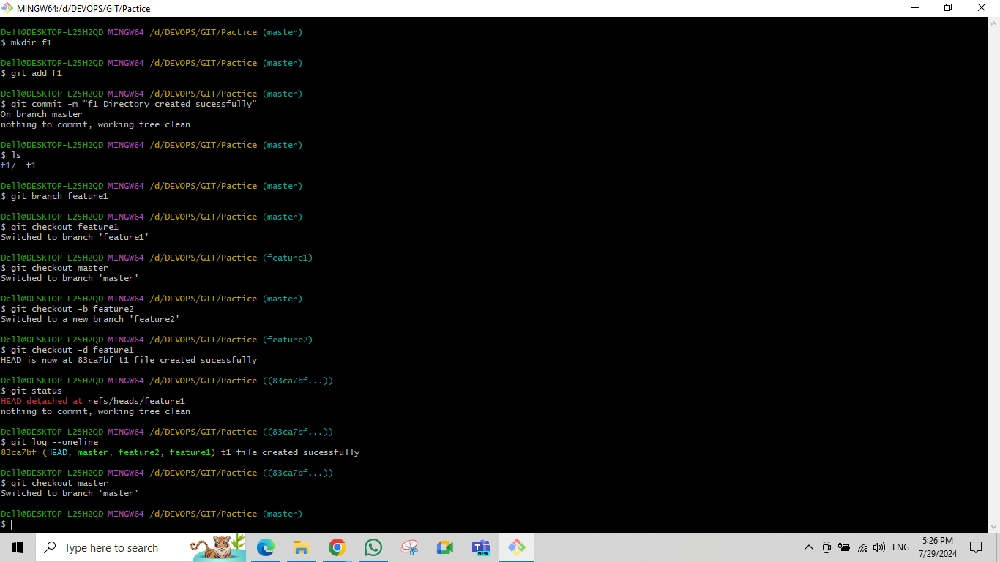 MINGW64:/d/DEVOPS/GIT/Pactice
Dell@DESKTOP-L25H2QD MINGW64 /d/DEVOPS/GIT/Pactice (master)
$ mkdir f1
Dell@DESKTOP-L25H2QD MINGW64 /d/DEVOPS/GIT/Pactice (master)
$ git add f1
Dell@DESKTOP-L25H2QD MINGW64 /d/DEVOPS/GIT/Pactice (master)
$ git commit -m "f1 Directory created sucessfully"
On branch master
nothing to commit, working tree clean
Dell@DESKTOP-L25H2QD MINGW64 /d/DEVOPS/GIT/Pactice (master)
$ ls
f1/  t1
Dell@DESKTOP-L25H2QD MINGW64 /d/DEVOPS/GIT/Pactice (master)
$ git branch feature1
Dell@DESKTOP-L25H2QD MINGW64 /d/DEVOPS/GIT/Pactice (master)
$ git checkout feature1
Switched to branch 'feature1'
Dell@DESKTOP-L25H2QD MINGW64 /d/DEVOPS/GIT/Pactice (feature1)
$ git checkout master
Switched to branch 'master'
Dell@DESKTOP-L25H2QD MINGW64 /d/DEVOPS/GIT/Pactice (master)
$ git checkout -b feature2
Switched to a new branch 'feature2'
Dell@DESKTOP-L25H2QD MINGW64 /d/DEVOPS/GIT/Pactice (feature2)
$ git checkout -d feature1
HEAD is now at 83ca7bf t1 file created sucessfully
Dell@DESKTOP-L25H2QD MINGW64 /d/DEVOPS/GIT/Pactice ((83ca7bf...))
$ git status
HEAD detached at refs/heads/feature1
nothing to commit, working tree clean
Dell@DESKTOP-L25H2QD MINGW64 /d/DEVOPS/GIT/Pactice ((83ca7bf...))
$ git log --oneline
83ca7bf (HEAD, master, feature2, feature1) t1 file created sucessfully
Dell@DESKTOP-L25H2QD MINGW64 /d/DEVOPS/GIT/Pactice ((83ca7bf...))
$ git checkout master
Switched to branch 'master'
Dell@DESKTOP-L25H2QD MINGW64 /d/DEVOPS/GIT/Pactice (master)
$
Type here to search
NEW
ENG
5:26 PM
7/29/2024